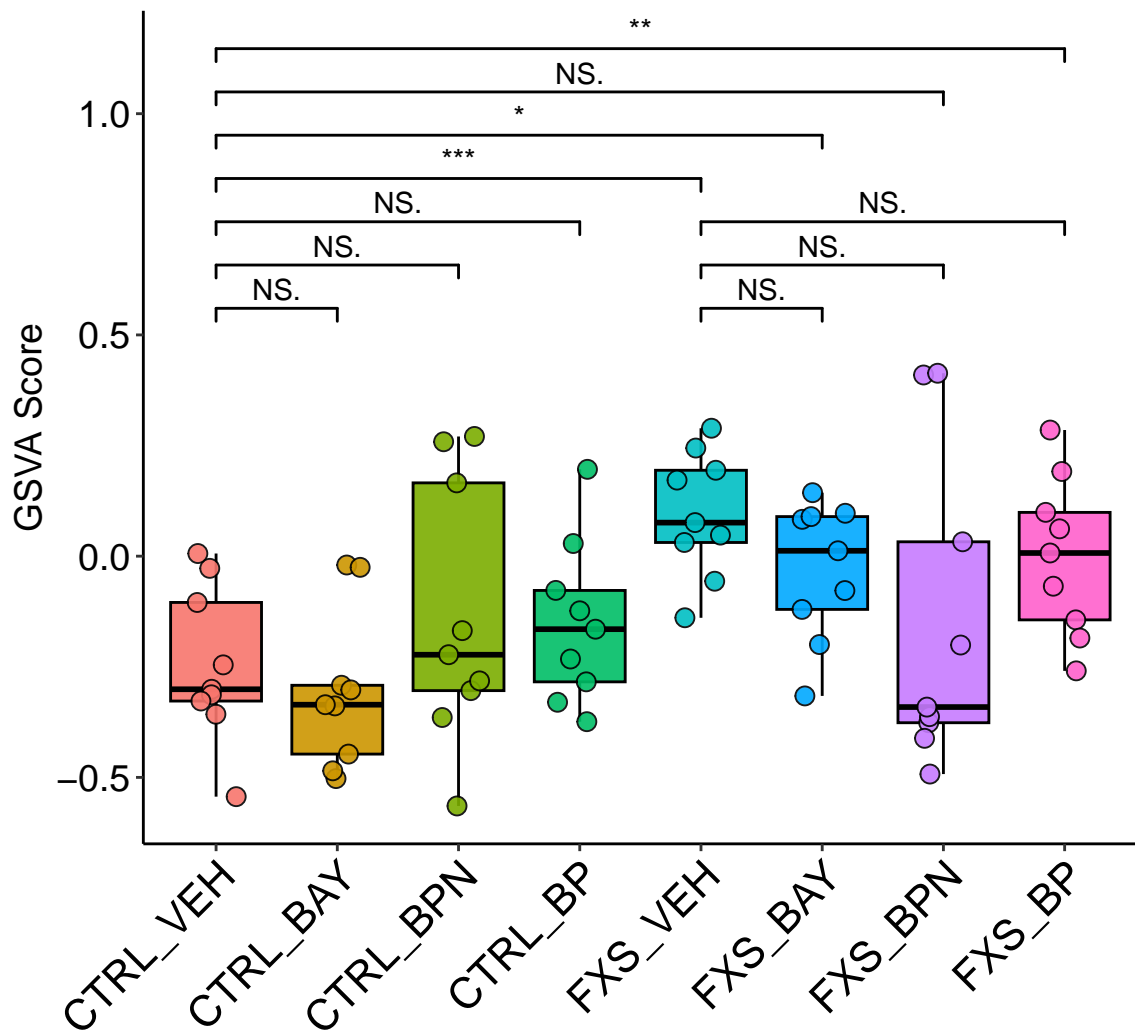 **
NS.
*
***
NS.
NS.
NS.
NS.
NS.
NS.
1.0
0.5
0.0
−0.5
GSVA Score
CTRL_VEH
CTRL_BAY
CTRL_BPN
CTRL_BP
FXS_VEH
FXS_BAY
FXS_BPN
FXS_BP